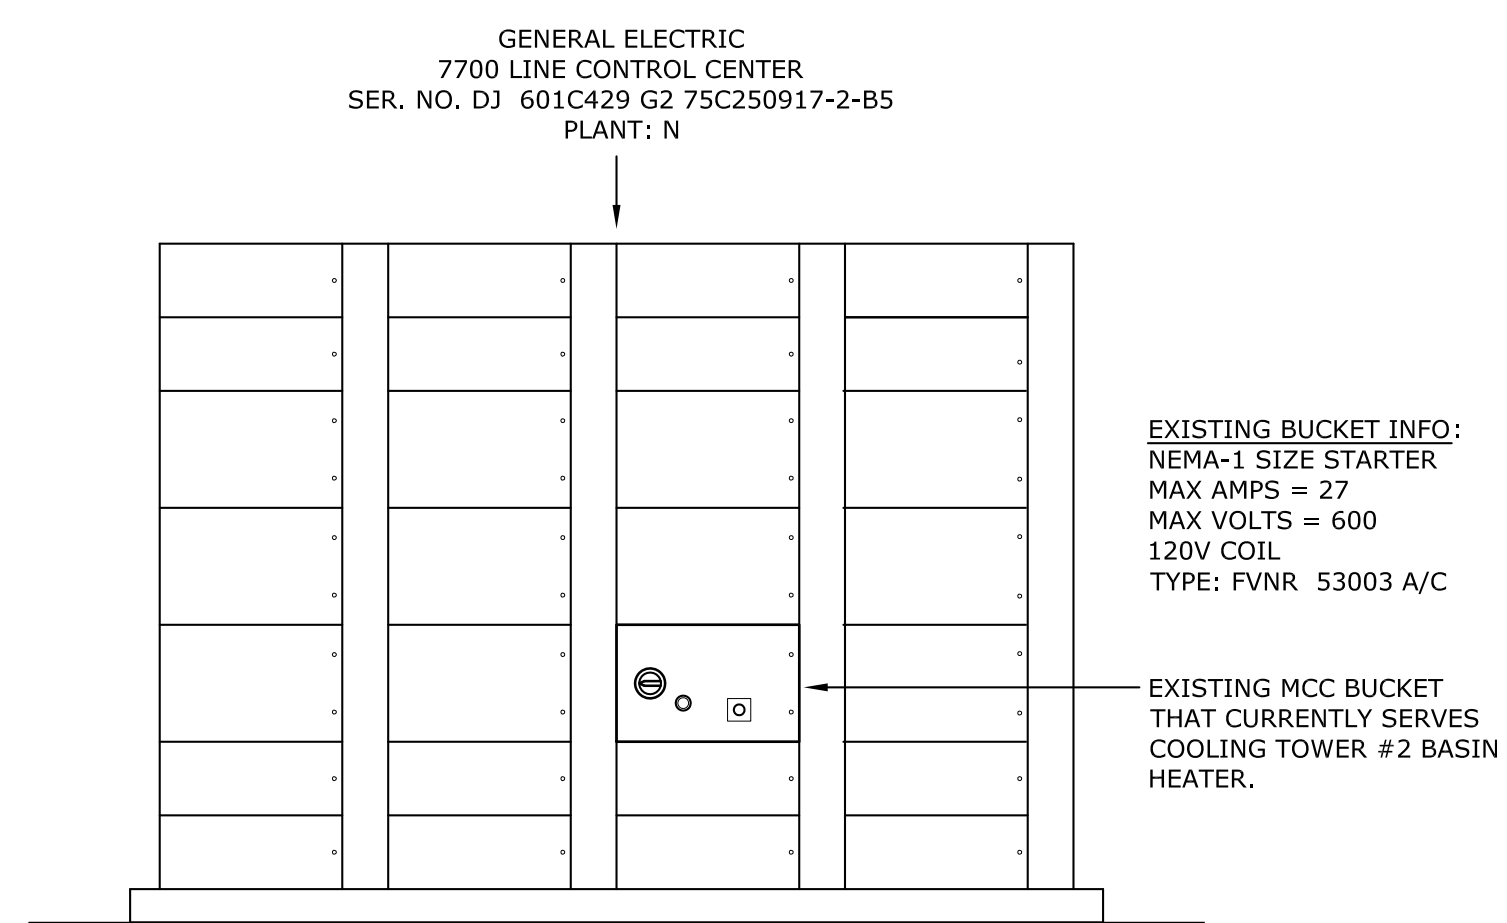 GENERAL ELECTRIC
7700 LINE CONTROL CENTER
SER. NO. DJ  601C429 G2 75C250917-2-B5
PLANT: N
EXISTING BUCKET INFO:
NEMA-1 SIZE STARTER
MAX AMPS = 27
MAX VOLTS = 600
120V COIL
TYPE: FVNR  53003 A/C
EXISTING MCC BUCKET
THAT CURRENTLY SERVES
COOLING TOWER #2 BASIN
HEATER.